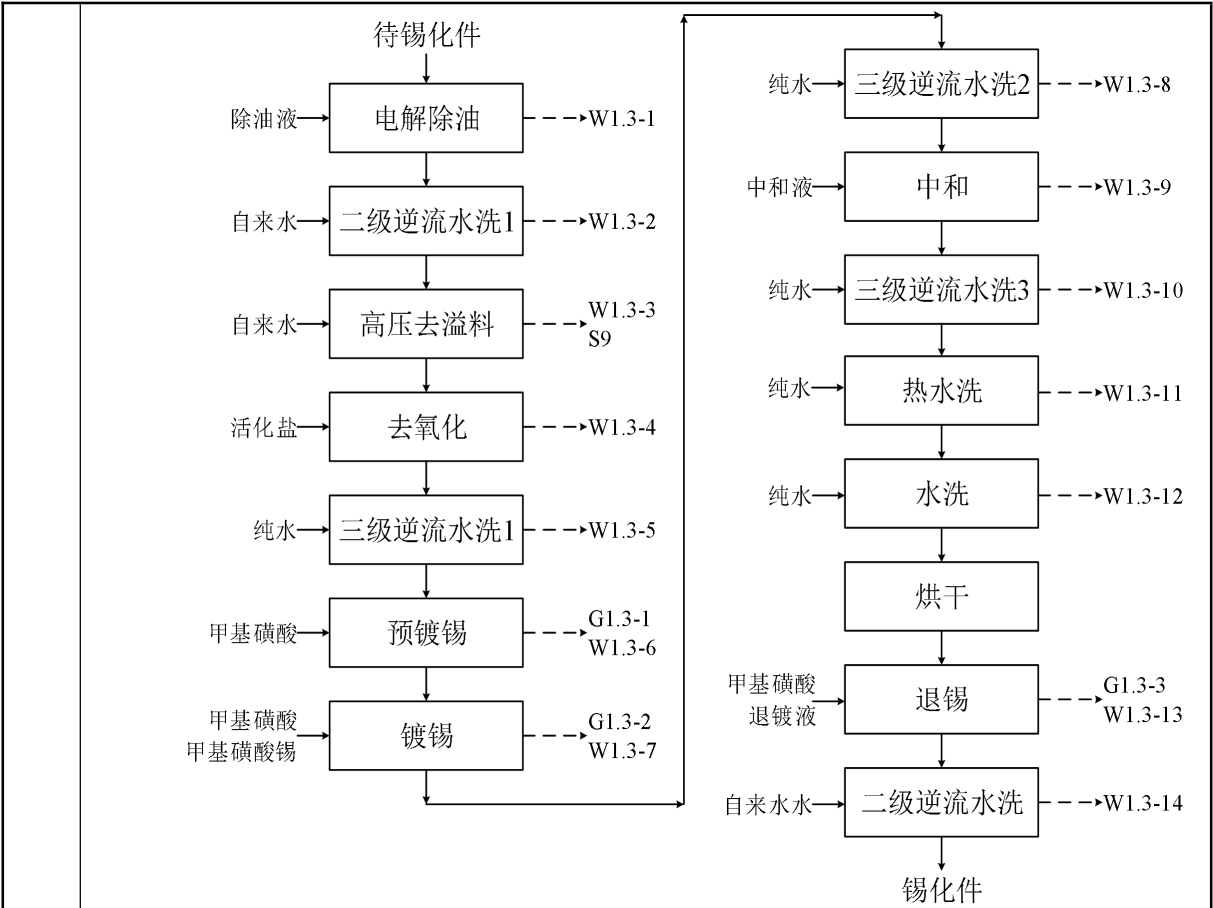 待锡化件
除油液
电解除油
W1.3-1
自来水
二级逆流水洗1
W1.3-2
自来水
高压去溢料
W1.3-3
S9
活化盐
去氧化
W1.3-4
纯水
三级逆流水洗1
W1.3-5
甲基磺酸
预镀锡
G1.3-1
W1.3-6
甲基磺酸
甲基磺酸锡
镀锡
G1.3-2
W1.3-7
纯水
三级逆流水洗2
W1.3-8
中和液
中和
W1.3-9
纯水
三级逆流水洗3
W1.3-10
纯水
热水洗
W1.3-11
纯水
水洗
W1.3-12
烘干
甲基磺酸
退镀液
退锡
G1.3-3
W1.3-13
自来水水
二级逆流水洗
W1.3-14
锡化件